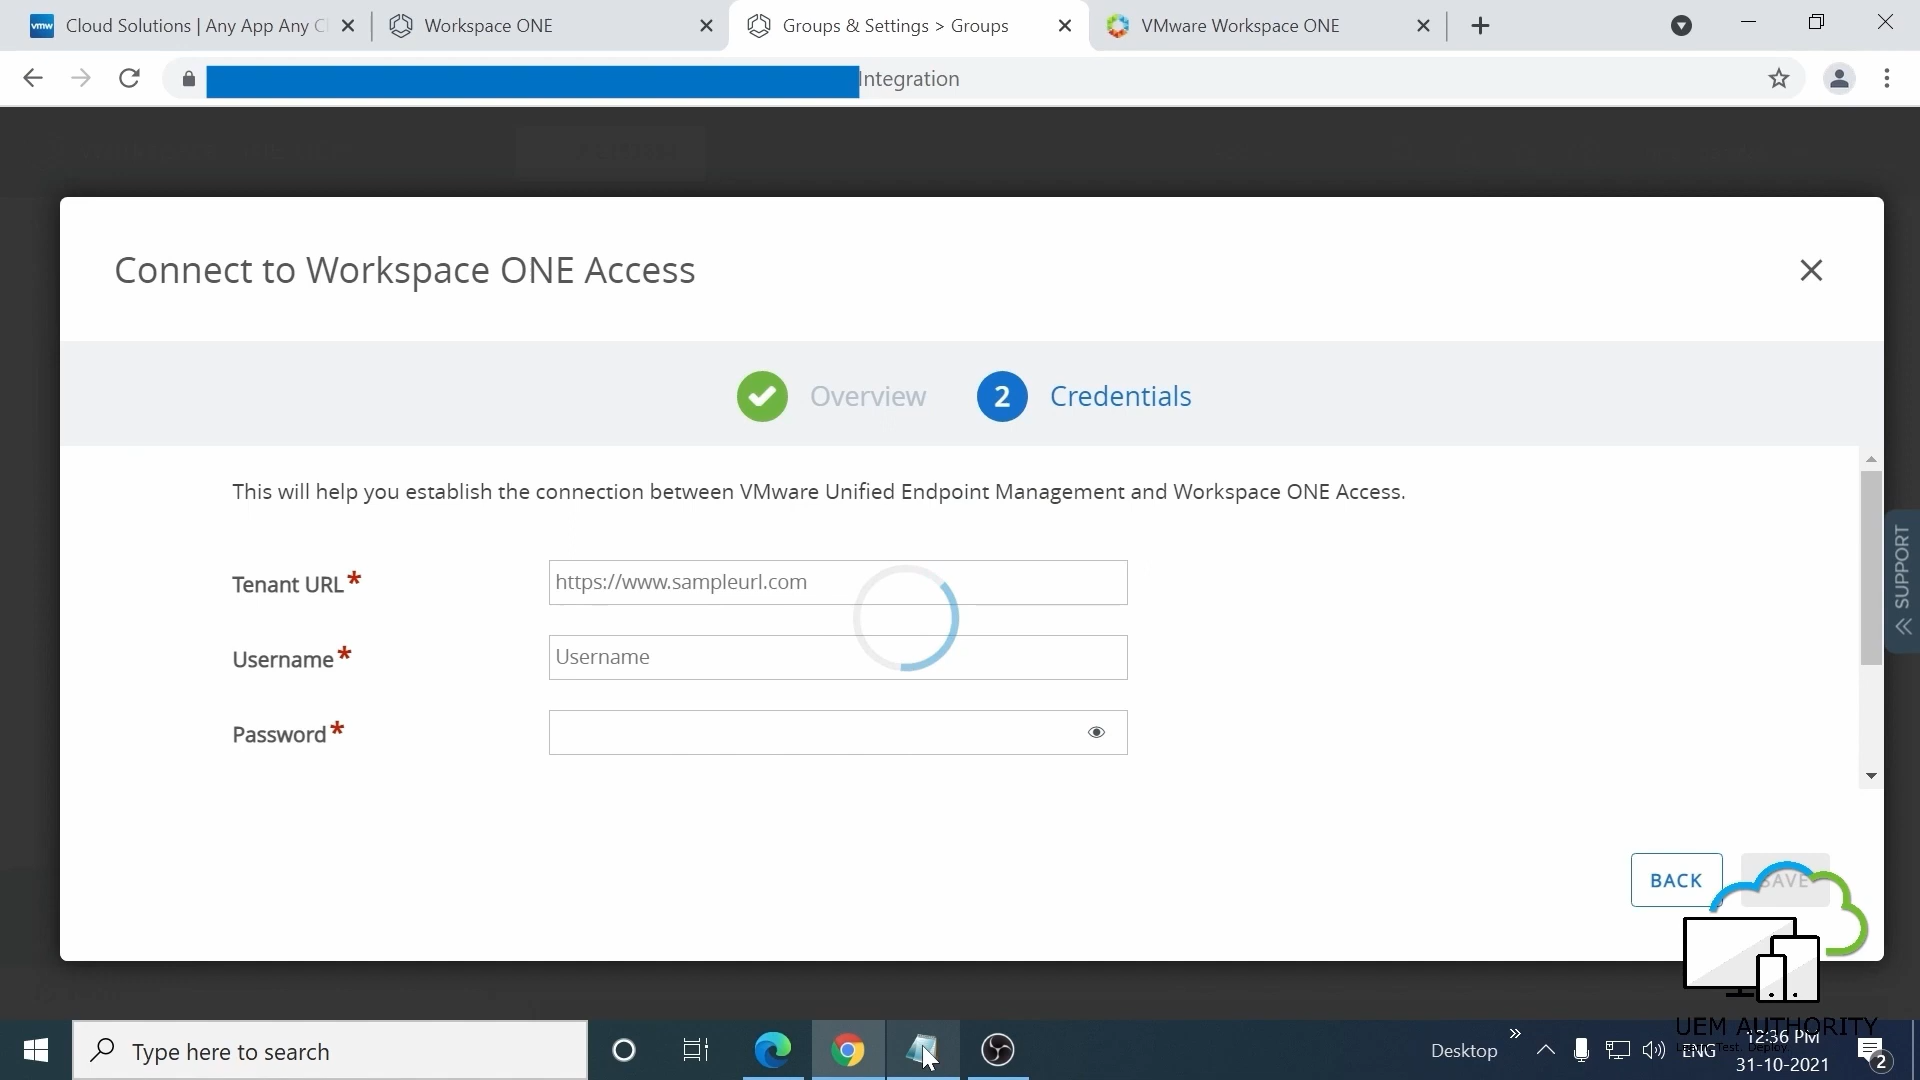 Cloud Solutions | Any App Any Cl
Workspace ONE
Groups & Settings > Groups
VMware Workspace ONE
Integration
Connect to Workspace ONE Access
Overview
2 Credentials
This will help you establish the connection between VMware Unified Endpoint Management and Workspace ONE Access.
Tenant URL*
https://www.sampleurl.com
Username*
Username
Password*
SUPPORT
BACK
SAVE
UEM AUTHORITY
Type here to search
Desktop
ENG
12:36 PM
31-10-2021
2
vmw